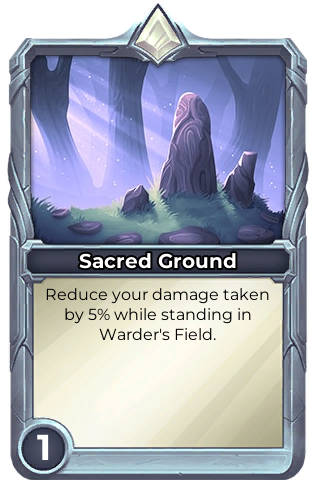 Sacred Ground
Reduce your damage taken
by 5% while standing in
Warder's Field.
1